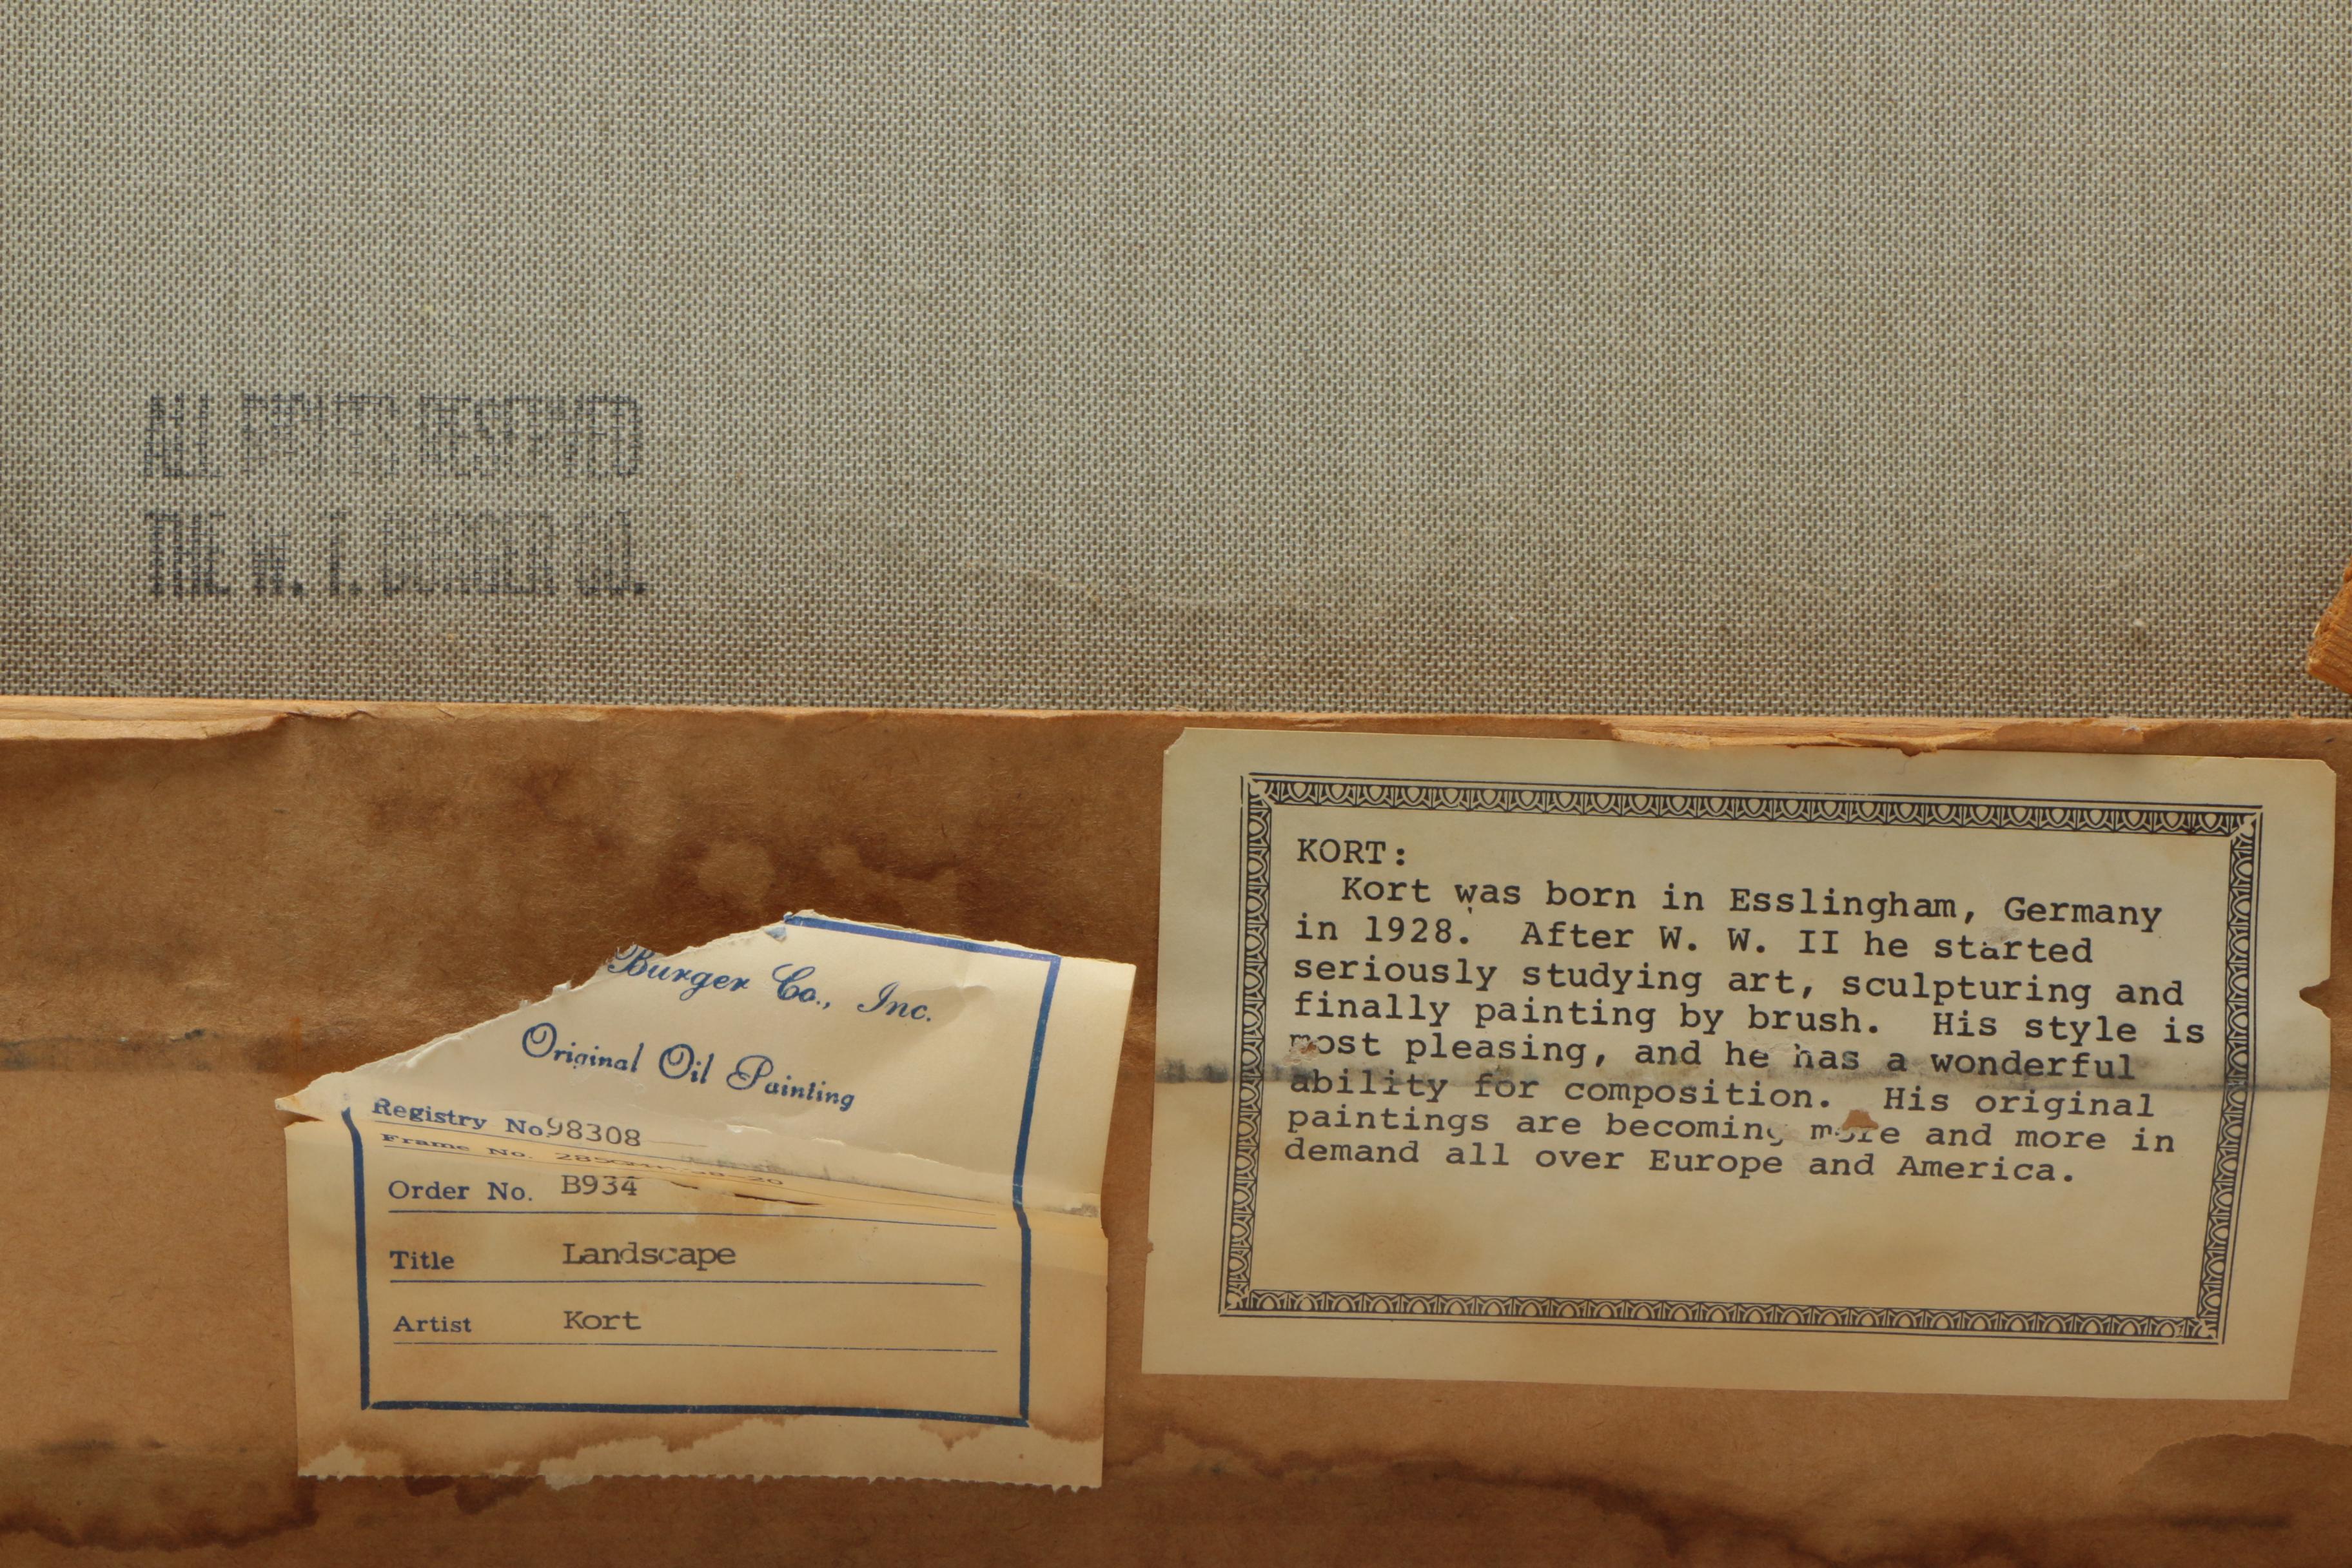 ALL RIGHTS RESERVED
THE W. T. BURGER CO.
Burger Co., Inc.
Original Oil Painting
Registry No. 98308
Frame No.
Order No. B934
Title Landscape
Artist Kort
KORT:
Kort was born in Esslingham, Germany
in 1928. After W. W. II he started
seriously studying art, sculpturing and
finally painting by brush. His style is
most pleasing, and he has a wonderful
ability for composition. His original
paintings are becoming more and more in
demand all over Europe and America.